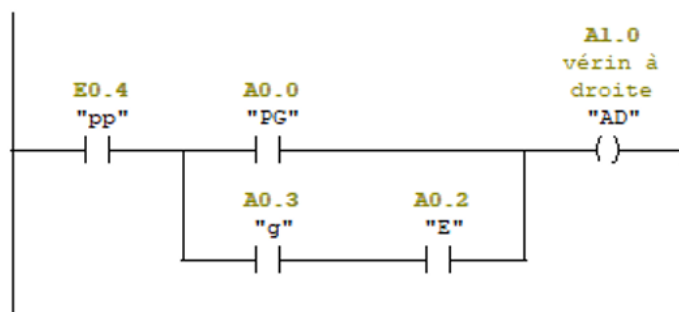 A1.0
vérin à
droite
E0.4 A0.0 "AD"
"pp" "PG"
A0.3 A0.2
"g" "E"